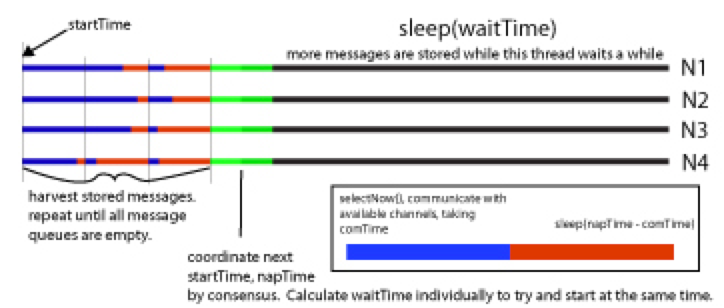 startTime
sleep(waitTime)
more messages are stored while this thread waits a while
N1
N2
N3
N4
harvest stored messages.
repeat until all message
queues are empty.
selectNow(), communicate with
available channels, taking
comTime
sleep(napTime - comTime)
coordinate next
startTime, napTime
by consensus. Calculate waitTime individually to try and start at the same time.